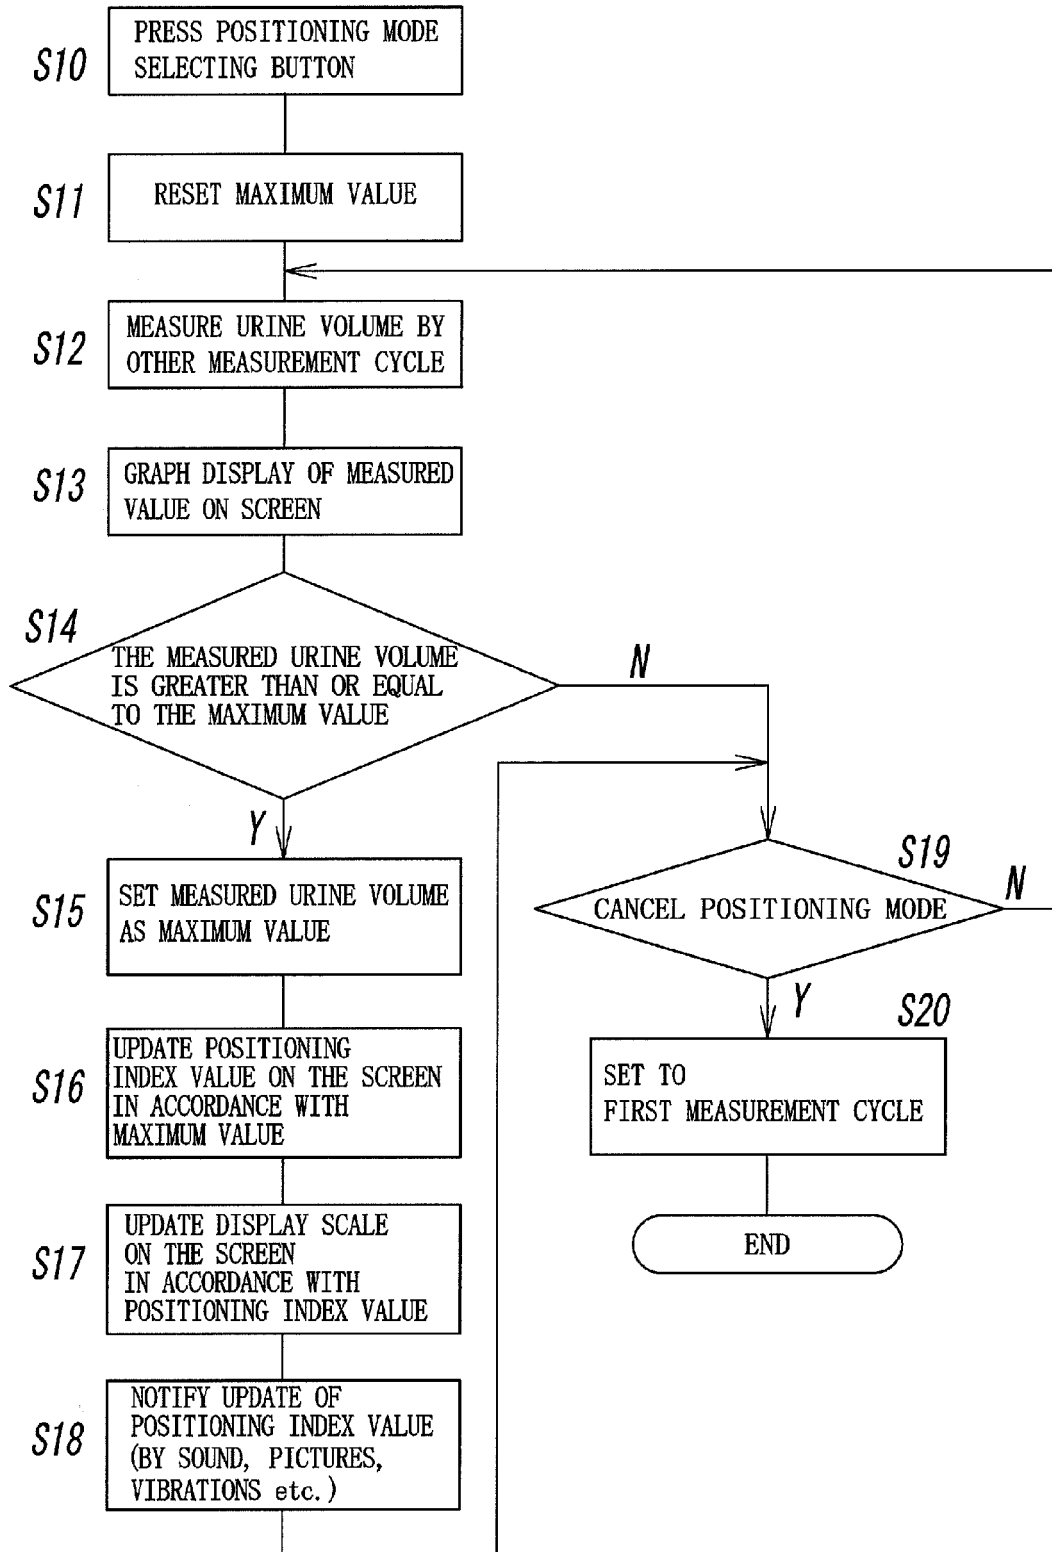 S10
PRESS POSITIONING MODE
SELECTING BUTTON
S11
RESET MAXIMUM VALUE
S12
MEASURE URINE VOLUME BY
OTHER MEASUREMENT CYCLE
S13
GRAPH DISPLAY OF MEASURED
VALUE ON SCREEN
S14
THE MEASURED URINE VOLUME
IS GREATER THAN OR EQUAL
TO THE MAXIMUM VALUE
N
Y
S15
SET MEASURED URINE VOLUME
AS MAXIMUM VALUE
S16
UPDATE POSITIONING
INDEX VALUE ON THE SCREEN
IN ACCORDANCE WITH
MAXIMUM VALUE
S17
UPDATE DISPLAY SCALE
ON THE SCREEN
IN ACCORDANCE WITH
POSITIONING INDEX VALUE
S18
NOTIFY UPDATE OF
POSITIONING INDEX VALUE
(BY SOUND, PICTURES,
VIBRATIONS etc.)
S19
CANCEL POSITIONING MODE
N
Y
S20
SET TO
FIRST MEASUREMENT CYCLE
END